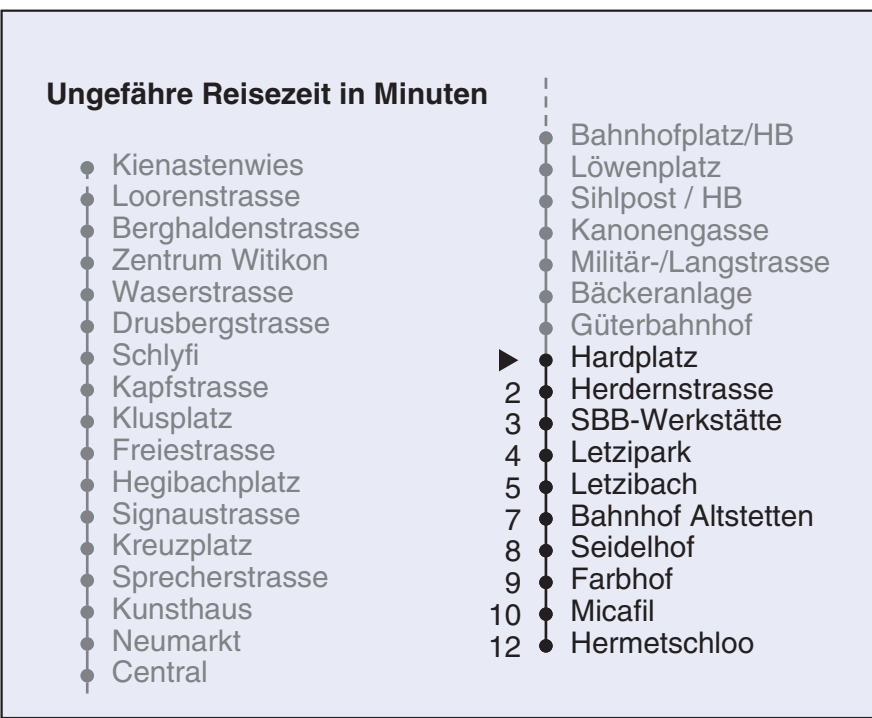 Ungefähre Reisezeit in Minuten
Kienastenwies
Loorenstrasse
Berghaldenstrasse
Zentrum Witikon
Waserstrasse
Drusbergstrasse
Schlyfi
Kapfstrasse
Klusplatz
Freiestrasse
Hegibachplatz
Signaustrasse
Kreuzplatz
Sprecherstrasse
Kunsthaus
Neumarkt
Central
Bahnhofplatz/HB
Löwenplatz
Sihlpost / HB
Kanonengasse
Militär-/Langstrasse
Bäckeranlage
Güterbahnhof
Hardplatz
2 Herdernstrasse
3 SBB-Werkstätte
4 Letzipark
5 Letzibach
7 Bahnhof Altstetten
8 Seidelhof
9 Farbhof
10 Micafil
12 Hermetschloo